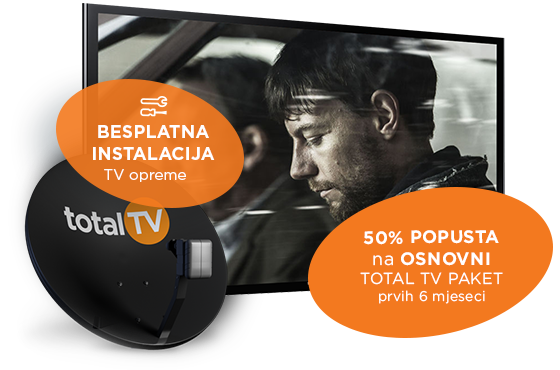 BESPLATNA
INSTALACIJA
TV opreme
totalTV
50% POPUSTA
na OSNOVNI
TOTAL TV PAKET
prvih 6 mjeseci